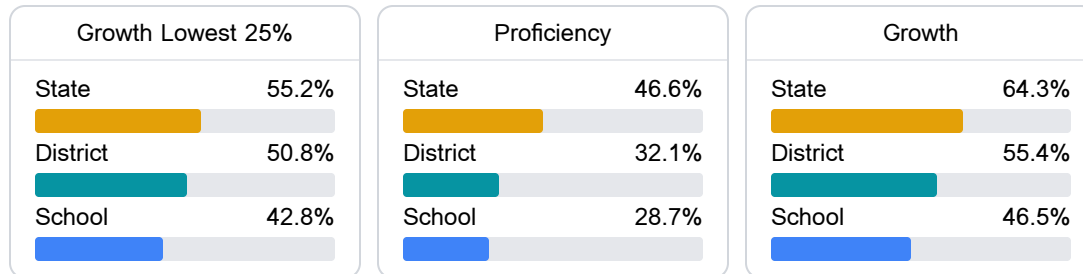 Growth Lowest 25%
State 55.2%
District 50.8%
School 42.8%
Proficiency
State 46.6%
District 32.1%
School 28.7%
Growth
State 64.3%
District 55.4%
School 46.5%